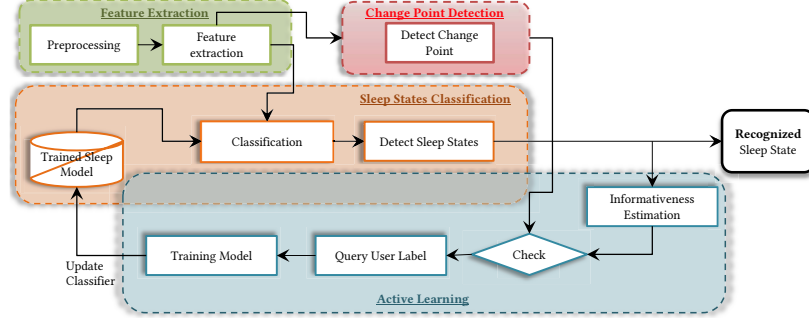 Feature Extraction
Preprocessing
Feature
extraction
Change Point Detection
Detect Change
Point
Sleep States Classification
Trained Sleep
Model
Classification
Detect Sleep States
Recognized
Sleep State
Informativeness
Estimation
Check
Query User Label
Training Model
Update
Classifier
Active Learning